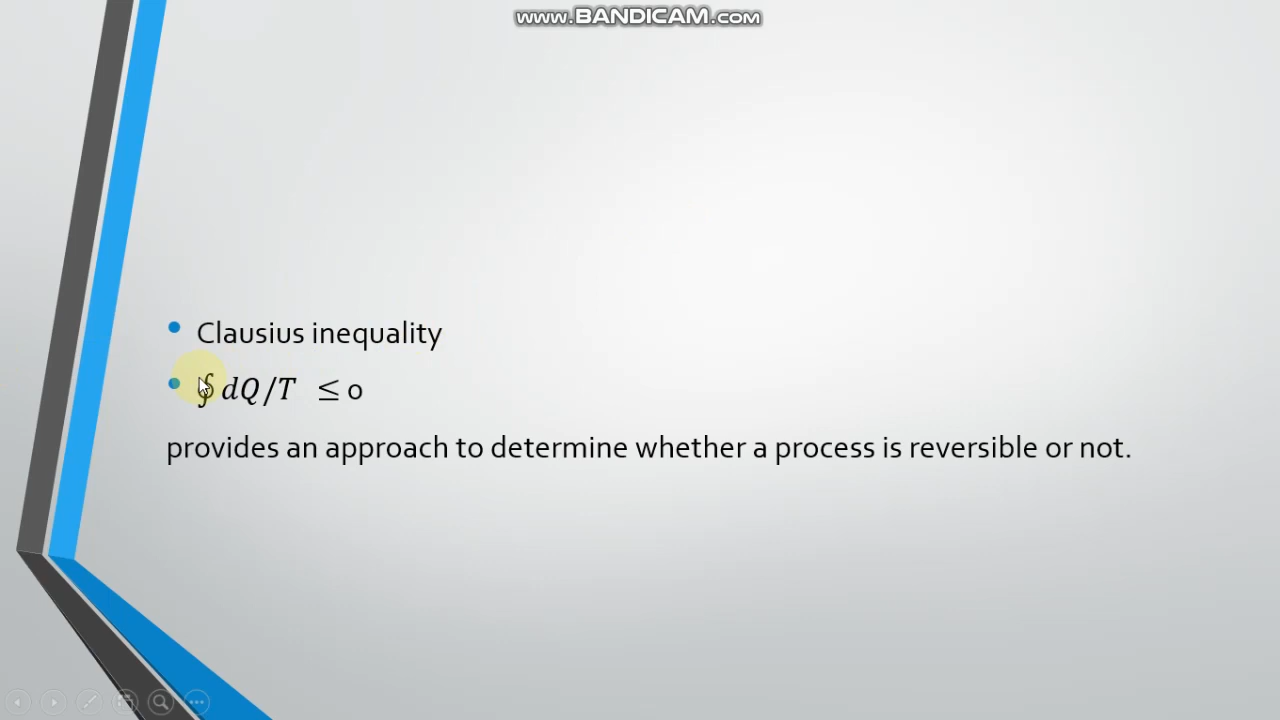 www.BANDICAM.com
Clausius inequality
∮ dQ/T ≤ 0
provides an approach to determine whether a process is reversible or not.